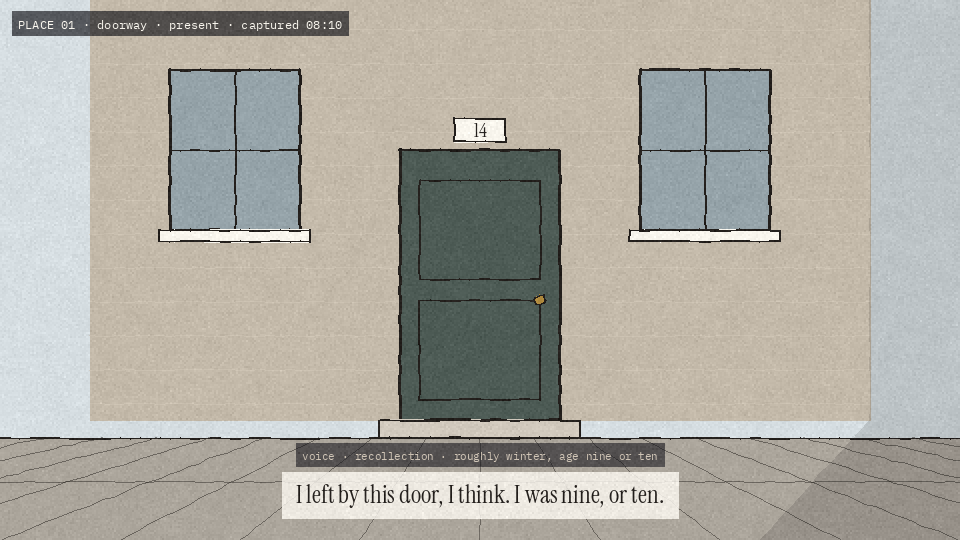 PLACE 01 · doorway · present · captured 08:10
14
voice · recollection · roughly winter, age nine or ten
I left by this door, I think. I was nine, or ten.